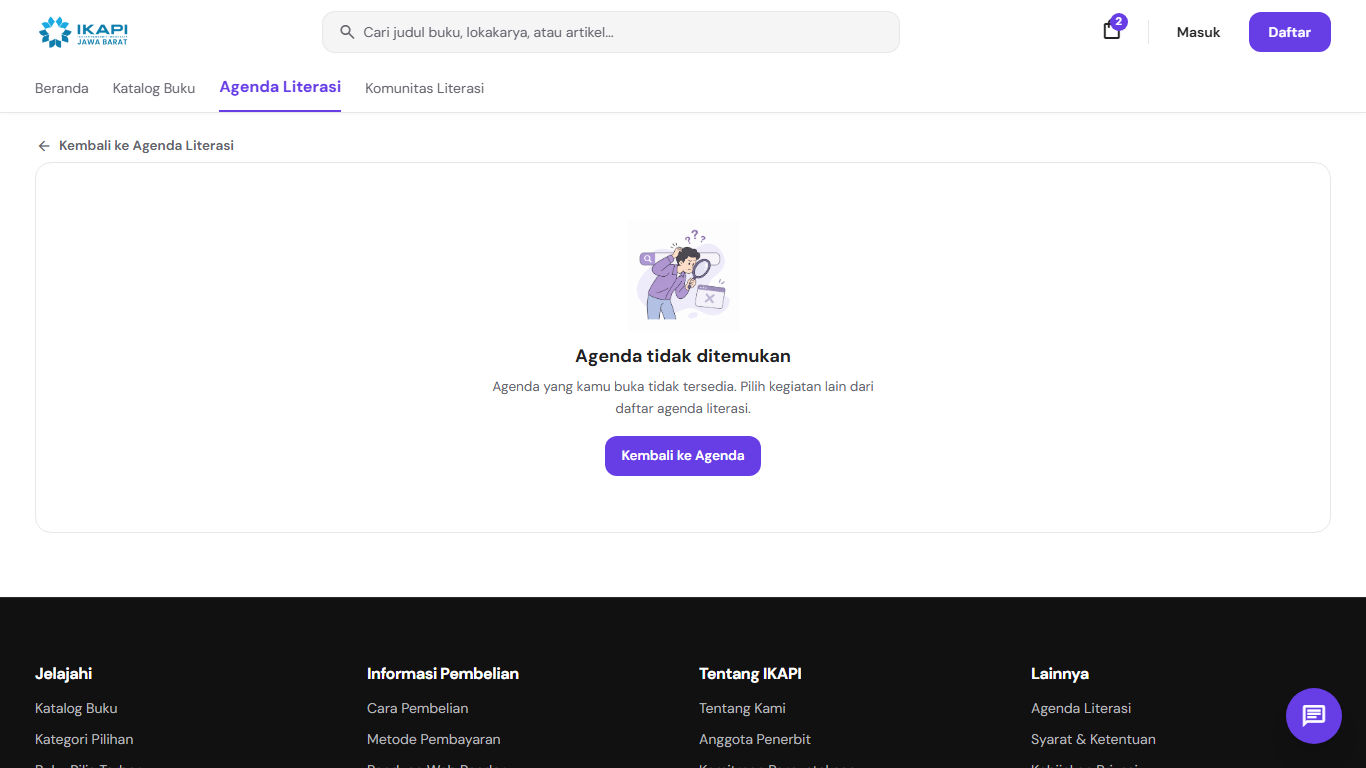 IKAPI
JAWA BARAT
Cari judul buku, lokakarya, atau artikel...
2
Masuk
Daftar
Beranda
Katalog Buku
Agenda Literasi
Komunitas Literasi
Kembali ke Agenda Literasi
? ? ?
Agenda tidak ditemukan
Agenda yang kamu buka tidak tersedia. Pilih kegiatan lain dari
daftar agenda literasi.
Kembali ke Agenda
Jelajahi
Katalog Buku
Kategori Pilihan
Informasi Pembelian
Cara Pembelian
Metode Pembayaran
Tentang IKAPI
Tentang Kami
Anggota Penerbit
Lainnya
Agenda Literasi
Syarat & Ketentuan